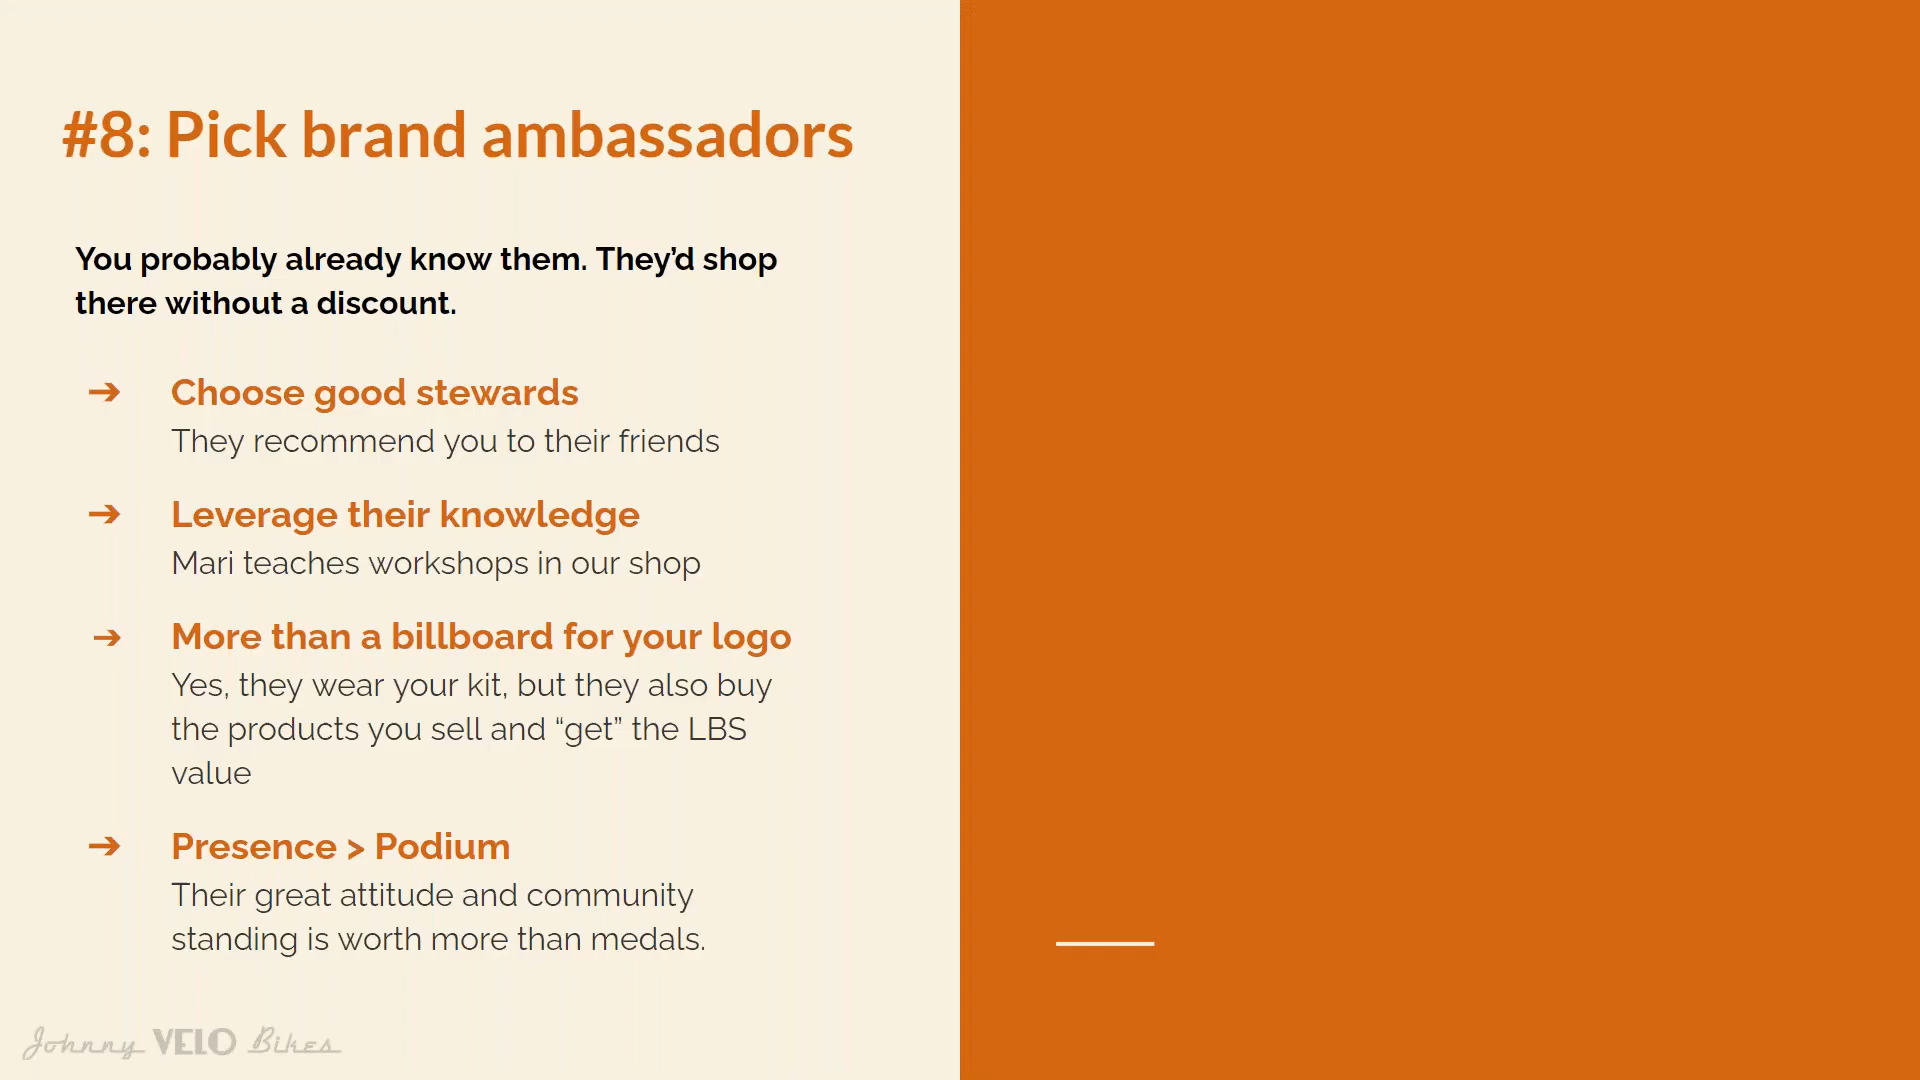 #8: Pick brand ambassadors
You probably already know them. They’d shop
there without a discount.
➔ Choose good stewards
They recommend you to their friends
➔ Leverage their knowledge
Mari teaches workshops in our shop
➔ More than a billboard for your logo
Yes, they wear your kit, but they also buy
the products you sell and “get” the LBS
value
➔ Presence > Podium
Their great attitude and community
standing is worth more than medals.
Johnny VELO Bikes